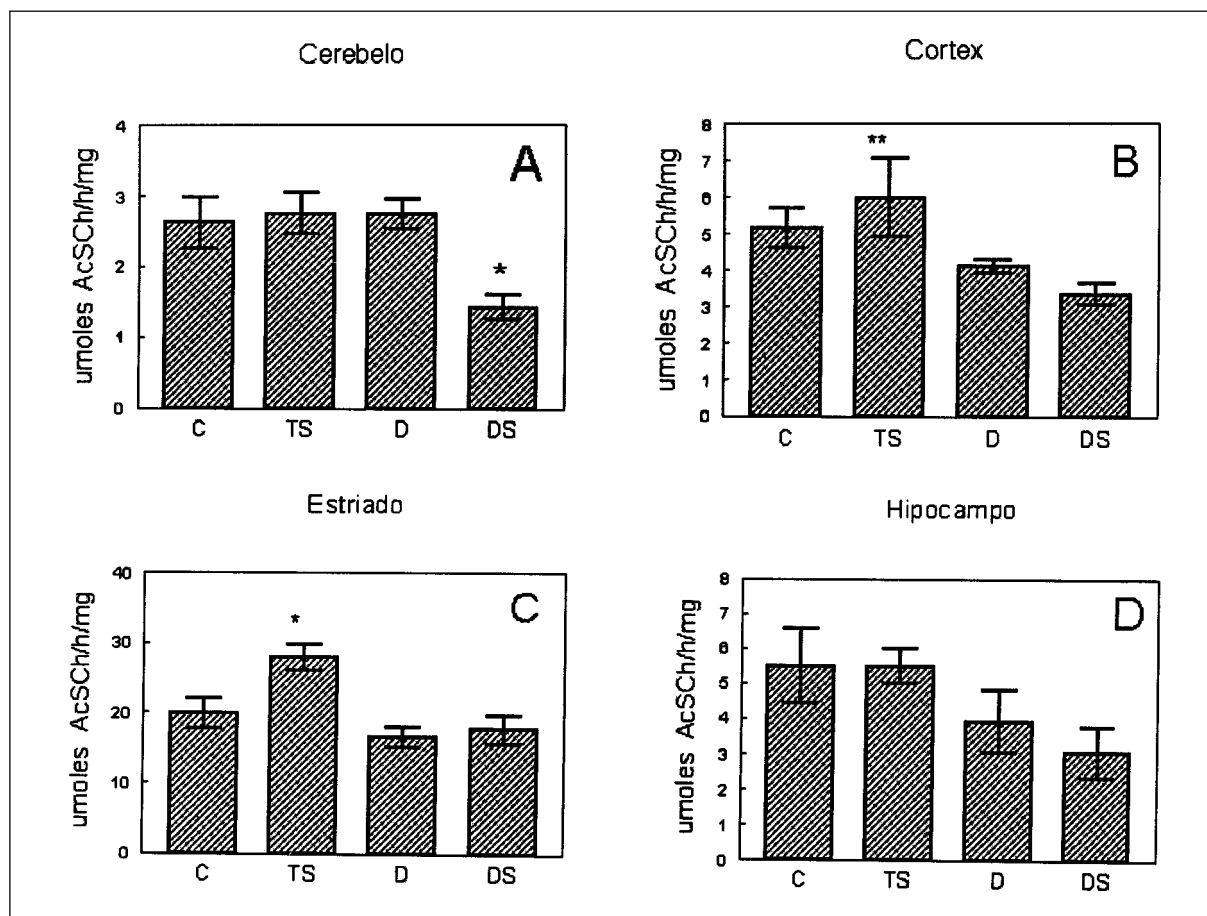 Cerebelo
A
umoles AcSCh/h/mg
4
3
2
1
0
*
C TS D DS
Cortex
B
umoles AcSCh/h/mg
8
7
6
5
4
3
2
1
0
**
C TS D DS
Estriado
C
umoles AcSCh/h/mg
40
30
20
10
0
*
C TS D DS
Hipocampo
D
umoles AcSCh/h/mg
8
7
6
5
4
3
2
1
0
C TS D DS